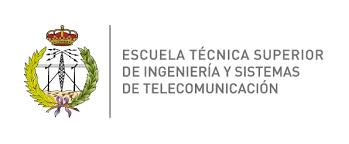 ESCUELA TÉCNICA SUPERIOR
DE INGENIERÍA Y SISTEMAS
DE TELECOMUNICACIÓN